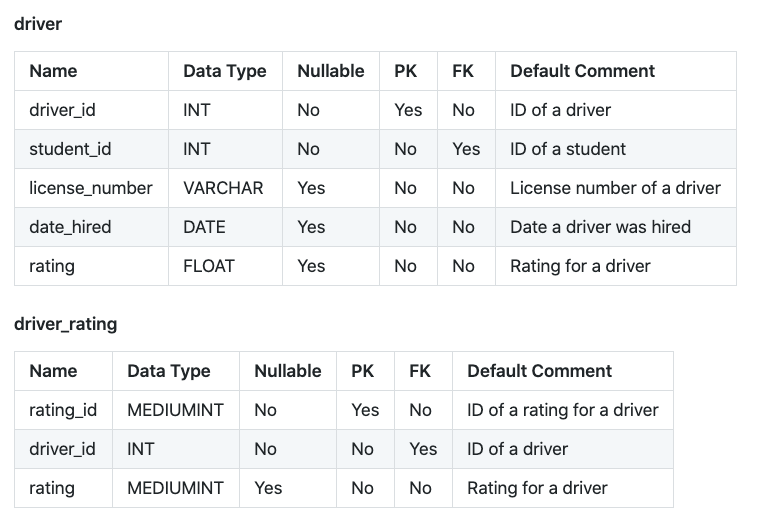 driver
Name Data Type Nullable PK FK Default Comment
driver_id INT No Yes No ID of a driver
student_id INT No No Yes ID of a student
license_number VARCHAR Yes No No License number of a driver
date_hired DATE Yes No No Date a driver was hired
rating FLOAT Yes No No Rating for a driver
driver_rating
Name Data Type Nullable PK FK Default Comment
rating_id MEDIUMINT No Yes No ID of a rating for a driver
driver_id INT No No Yes ID of a driver
rating MEDIUMINT Yes No No Rating for a driver